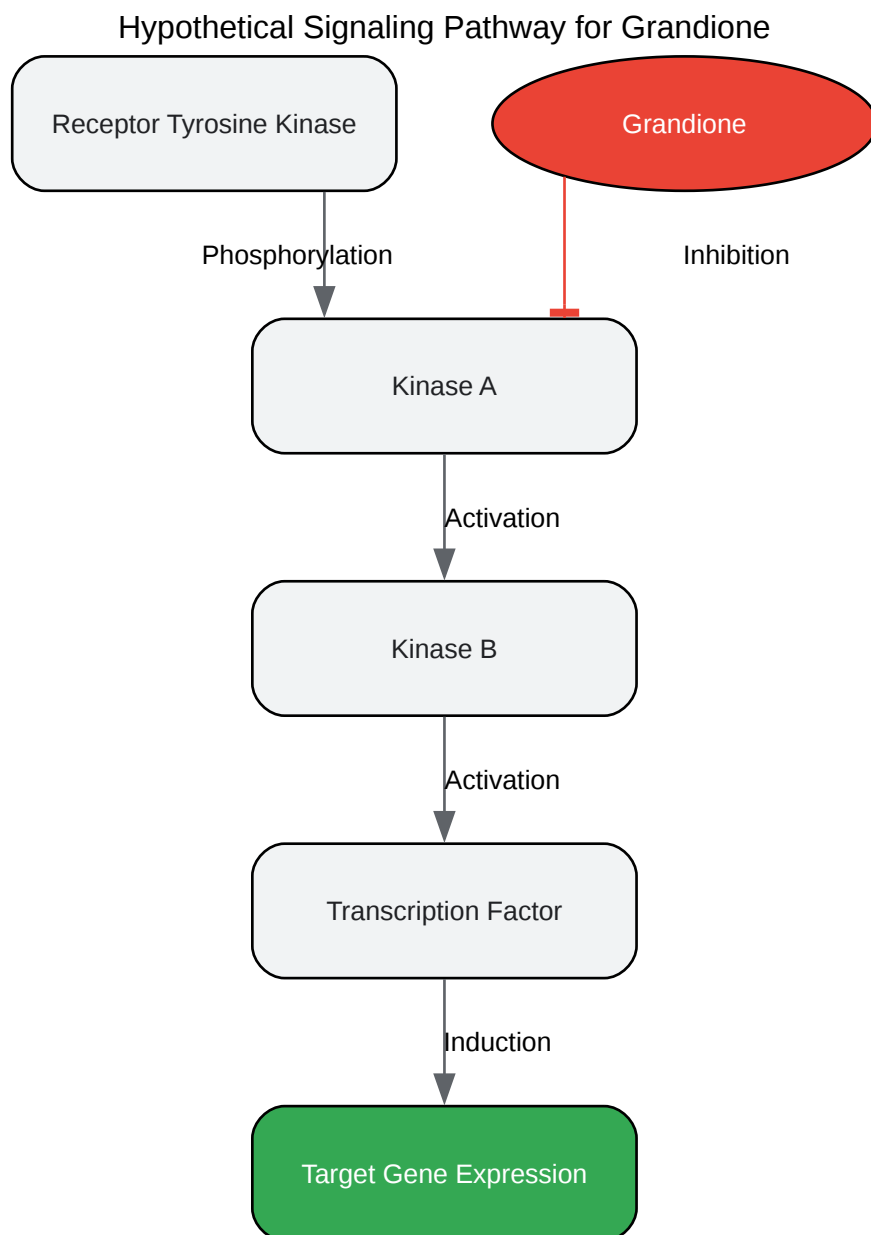 Hypothetical Signaling Pathway for Grandione
Receptor Tyrosine Kinase
Grandione
Phosphorylation
Inhibition
Kinase A
Activation
Kinase B
Activation
Transcription Factor
Induction
Target Gene Expression